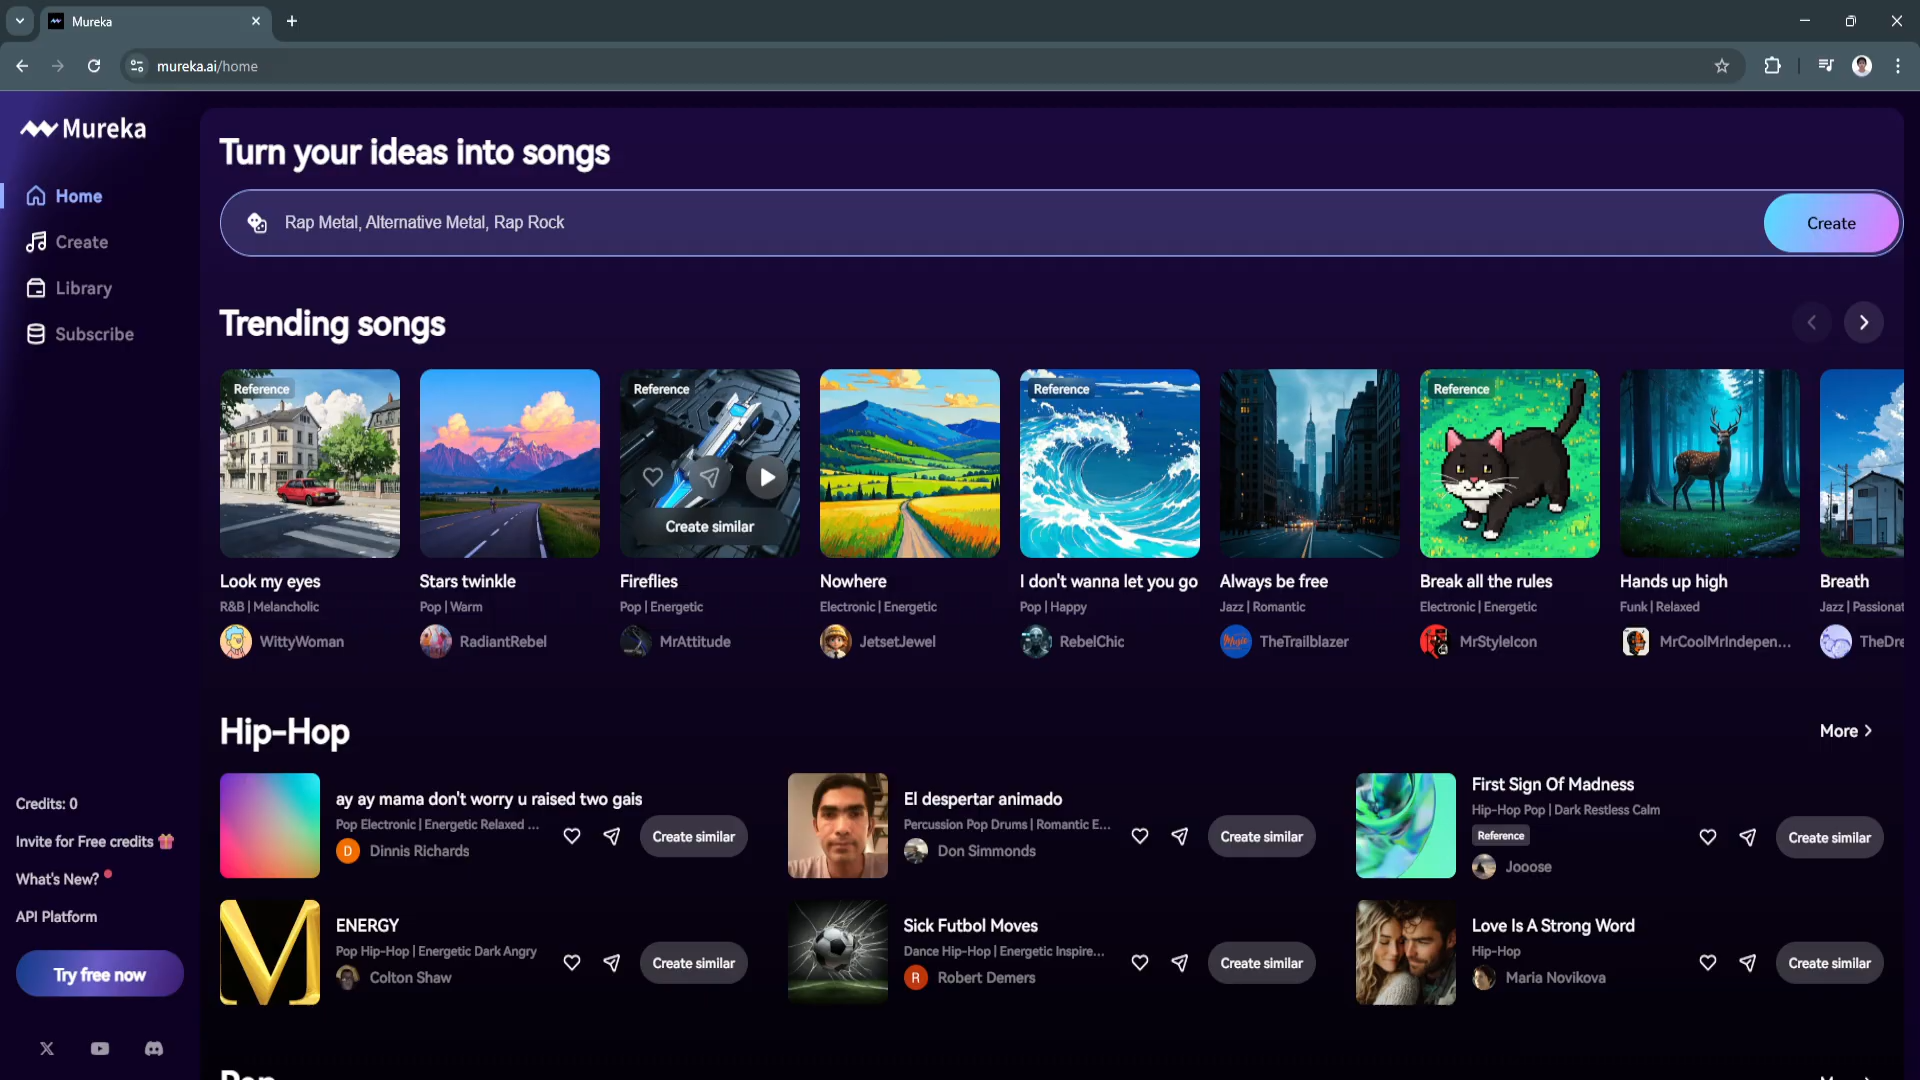 Mureka
mureka.ai/home
Mureka
Home
Create
Library
Subscribe
Credits: 0
Invite for Free credits
What's New?
API Platform
Try free now
Turn your ideas into songs
Rap Metal, Alternative Metal, Rap Rock
Create
Trending songs
Reference
Look my eyes
R&B | Melancholic
WittyWoman
Stars twinkle
Pop | Warm
RadiantRebel
Reference
Create similar
Fireflies
Pop | Energetic
MrAttitude
Nowhere
Electronic | Energetic
JetsetJewel
Reference
I don't wanna let you go
Pop | Happy
RebelChic
Always be free
Jazz | Romantic
Music
TheTrailblazer
Reference
Break all the rules
Electronic | Energetic
MrStyleIcon
Hands up high
Funk | Relaxed
MrCoolMrIndepen...
Breath
Jazz | Passionat
TheDre
Hip-Hop
More
ay ay mama don't worry u raised two gais
Pop Electronic | Energetic Relaxed ...
D
Dinnis Richards
Create similar
El despertar animado
Percussion Pop Drums | Romantic E...
Don Simmonds
Create similar
First Sign Of Madness
Hip-Hop Pop | Dark Restless Calm
Reference
Jooose
Create similar
ENERGY
Pop Hip-Hop | Energetic Dark Angry
Colton Shaw
Create similar
Sick Futbol Moves
Dance Hip-Hop | Energetic Inspire...
R
Robert Demers
Create similar
Love Is A Strong Word
Hip-Hop
Maria Novikova
Create similar
Pop